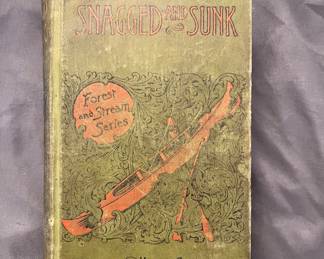 SNAGGED AND SUNK
Forest
and Stream
Series